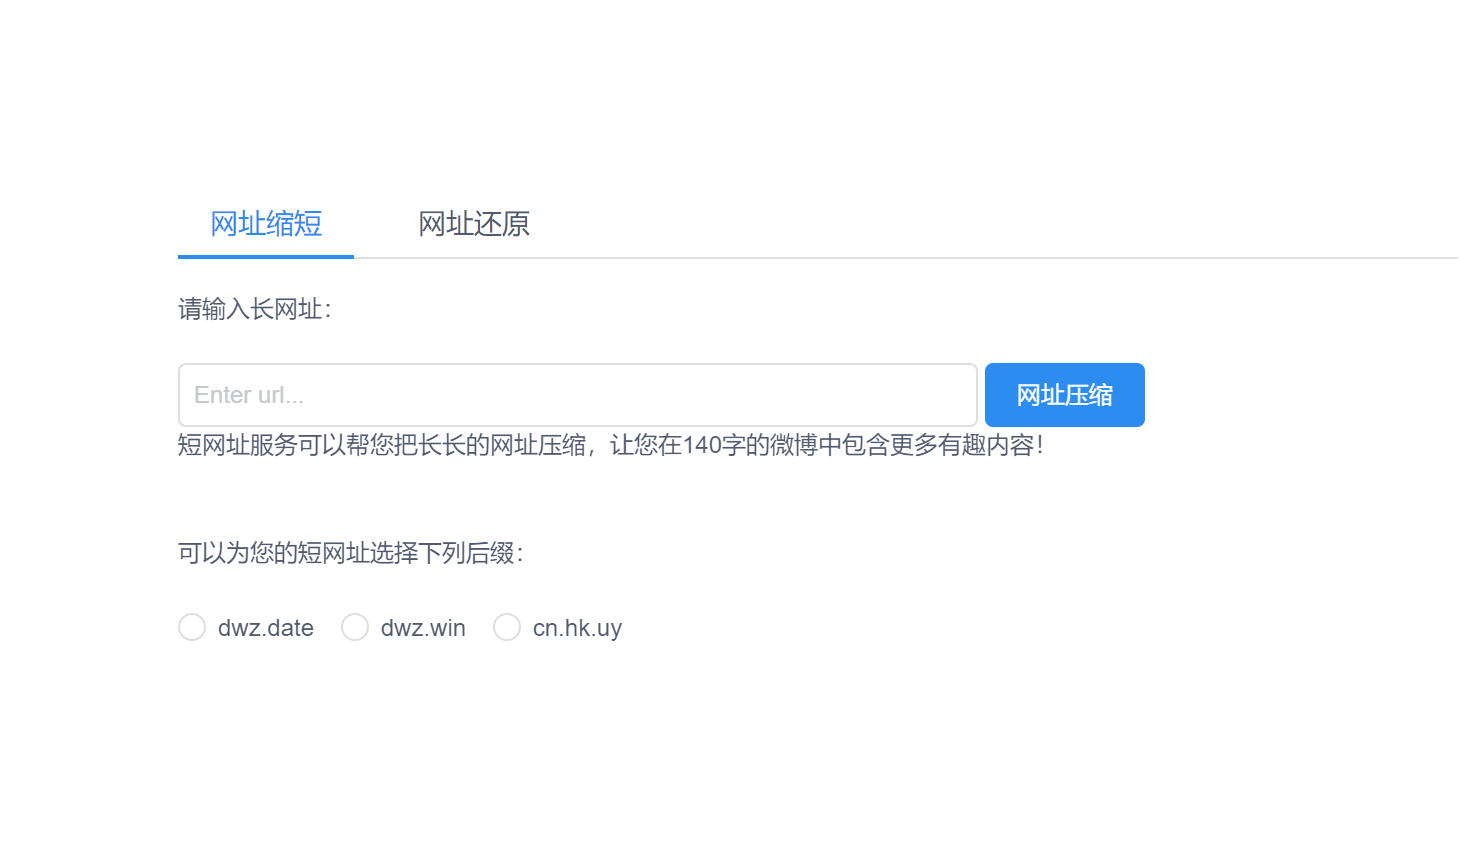 网址缩短 网址还原
请输入长网址：
Enter url... 网址压缩
短网址服务可以帮您把长长的网址压缩，让您在140字的微博中包含更多有趣内容！
可以为您的短网址选择下列后缀：
dwz.date dwz.win cn.hk.uy